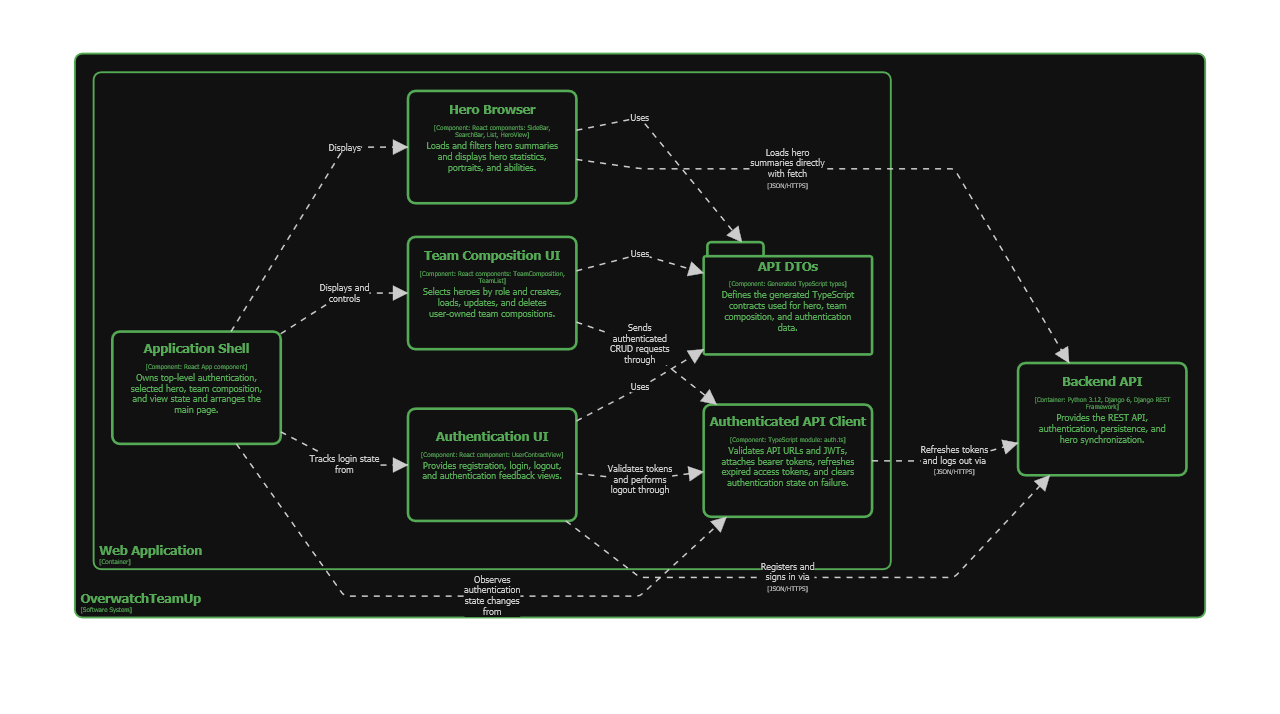 Hero Browser
[Component: React components: SideBar,
SearchBar, List, HeroView]
Loads and filters hero summaries
and displays hero statistics,
portraits, and abilities.
Uses
Displays
Loads hero
summaries directly
with fetch
[JSON/HTTPS]
Team Composition UI
[Component: React components: TeamComposition,
TeamList]
Selects heroes by role and creates,
loads, updates, and deletes
user-owned team compositions.
Uses
API DTOs
[Component: Generated TypeScript types]
Defines the generated TypeScript
contracts used for hero, team
composition, and authentication
data.
Displays and
controls
Sends
authenticated
CRUD requests
through
Application Shell
[Component: React App component]
Owns top-level authentication,
selected hero, team composition,
and view state and arranges the
main page.
Uses
Backend API
[Container: Python 3.12, Django 6, Django REST
Framework]
Provides the REST API,
authentication, persistence, and
hero synchronization.
Authentication UI
[Component: React component: UserContractView]
Provides registration, login, logout,
and authentication feedback views.
Authenticated API Client
[Component: TypeScript module: auth.ts]
Validates API URLs and JWTs,
attaches bearer tokens, refreshes
expired access tokens, and clears
authentication state on failure.
Tracks login state
from
Validates tokens
and performs
logout through
Refreshes tokens
and logs out via
[JSON/HTTPS]
Web Application
[Container]
Registers and
signs in via
[JSON/HTTPS]
Observes
authentication
state changes
from
OverwatchTeamUp
[Software System]